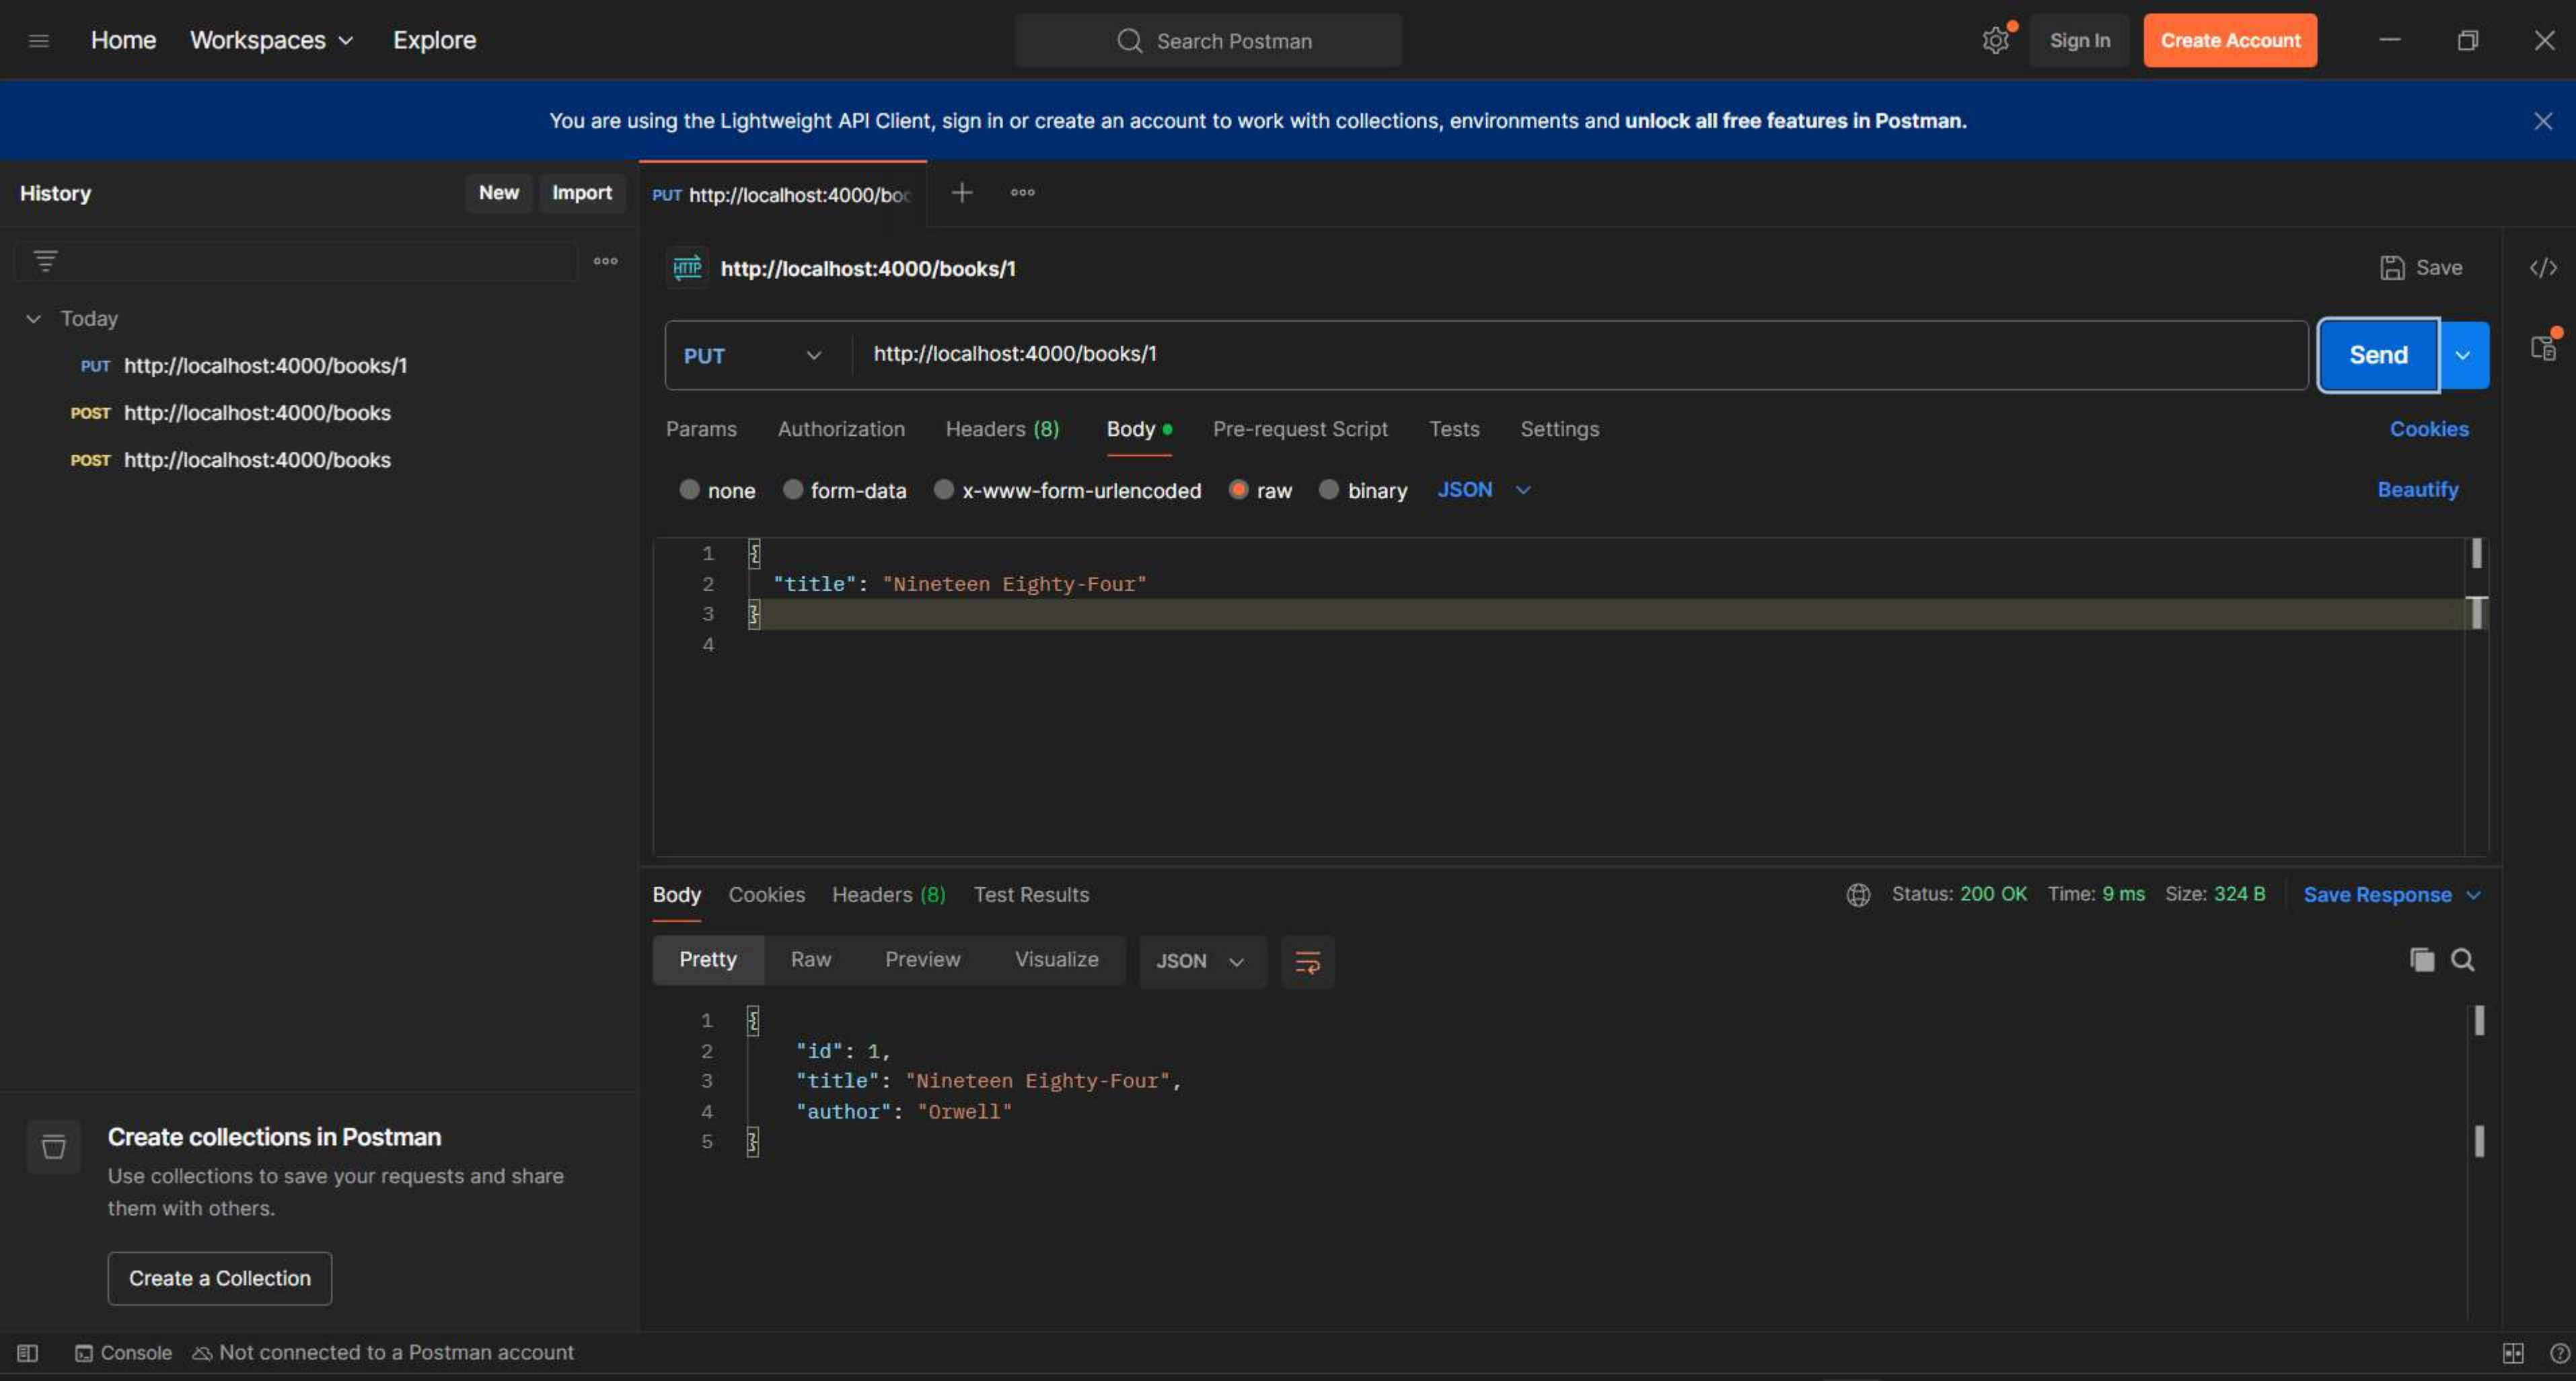 Home Workspaces Explore Search Postman Sign In Create Account
You are using the Lightweight API Client, sign in or create an account to work with collections, environments and unlock all free features in Postman.
History New Import
Today
PUT http://localhost:4000/books/1
POST http://localhost:4000/books
POST http://localhost:4000/books
Create collections in Postman
Use collections to save your requests and share
them with others.
Create a Collection
PUT http://localhost:4000/boo
HTTP http://localhost:4000/books/1 Save
PUT http://localhost:4000/books/1 Send
Params Authorization Headers (8) Body Pre-request Script Tests Settings Cookies
none form-data x-www-form-urlencoded raw binary JSON Beautify
1 {
2 "title": "Nineteen Eighty-Four"
3 }
4
Body Cookies Headers (8) Test Results Status: 200 OK Time: 9 ms Size: 324 B Save Response
Pretty Raw Preview Visualize JSON
1 {
2 "id": 1,
3 "title": "Nineteen Eighty-Four",
4 "author": "Orwell"
5 }
Console Not connected to a Postman account